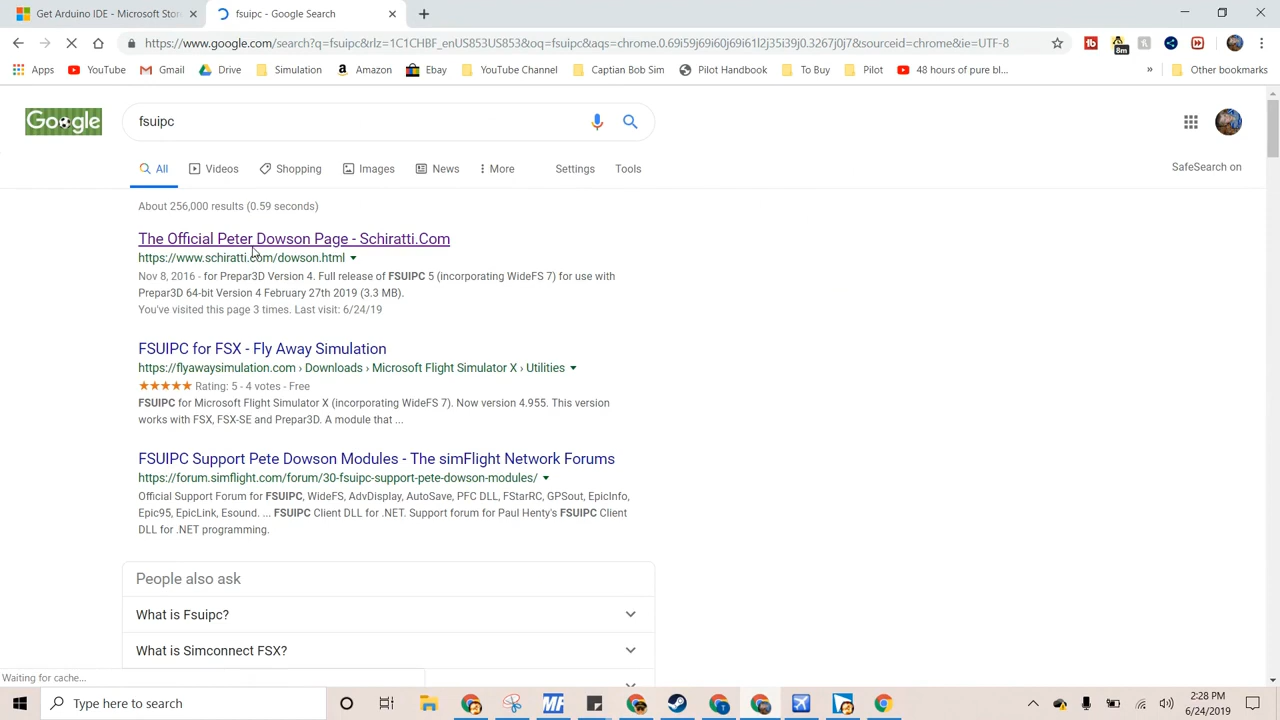 Get Arduino IDE - Microsoft Stor
fsuipc - Google Search
https://www.google.com/search?q=fsuipc&rlz=1C1CHBF_enUS853US853&oq=fsuipc&aqs=chrome.0.69i59j69i60j69i61l2j35i39j0.3267j0j7&sourceid=chrome&ie=UTF-8
8m
Apps
YouTube
Gmail
Drive
Simulation
Amazon
Ebay
YouTube Channel
Captian Bob Sim
Pilot Handbook
To Buy
Pilot
48 hours of pure bl...
»
Other bookmarks
Google
fsuipc
All
Videos
Shopping
Images
News
More
Settings
Tools
SafeSearch on
About 256,000 results (0.59 seconds)
The Official Peter Dowson Page - Schiratti.Com
https://www.schiratti.com/dowson.html
Nov 8, 2016 - for Prepar3D Version 4. Full release of FSUIPC 5 (incorporating WideFS 7) for use with
Prepar3D 64-bit Version 4 February 27th 2019 (3.3 MB).
You've visited this page 3 times. Last visit: 6/24/19
FSUIPC for FSX - Fly Away Simulation
https://flyawaysimulation.com › Downloads › Microsoft Flight Simulator X › Utilities
★★★★★ Rating: 5 - 4 votes - Free
FSUIPC for Microsoft Flight Simulator X (incorporating WideFS 7). Now version 4.955. This version
works with FSX, FSX-SE and Prepar3D. A module that ...
FSUIPC Support Pete Dowson Modules - The simFlight Network Forums
https://forum.simflight.com/forum/30-fsuipc-support-pete-dowson-modules/
Official Support Forum for FSUIPC, WideFS, AdvDisplay, AutoSave, PFC DLL, FStarRC, GPSout, EpicInfo,
Epic95, EpicLink, Esound. ... FSUIPC Client DLL for .NET. Support forum for Paul Henty's FSUIPC Client
DLL for .NET programming.
People also ask
What is Fsuipc?
What is Simconnect FSX?
Waiting for cache...
Type here to search
2:28 PM
6/24/2019